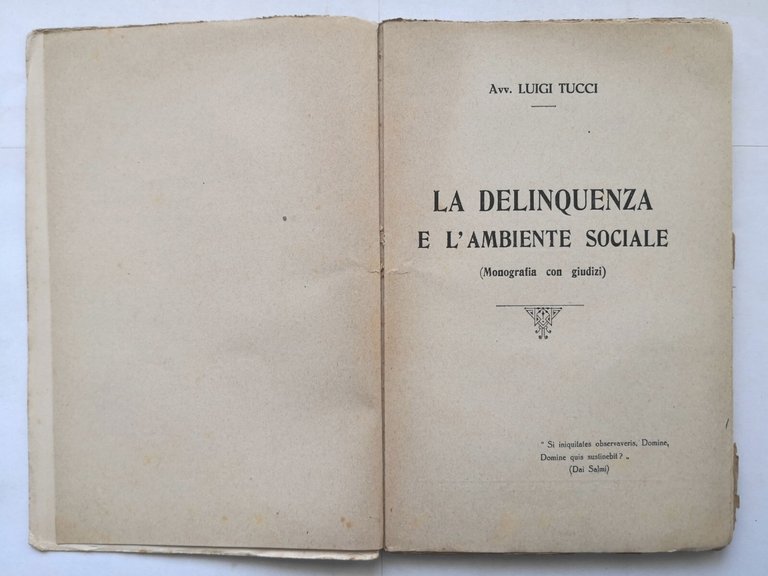 Avv. LUIGI TUCCI
LA DELINQUENZA
E L'AMBIENTE SOCIALE
(Monografia con giudizi)
" Si iniquitates observaveris, Domine,
Domine quis sustinebit? „
(Dai Salmi)